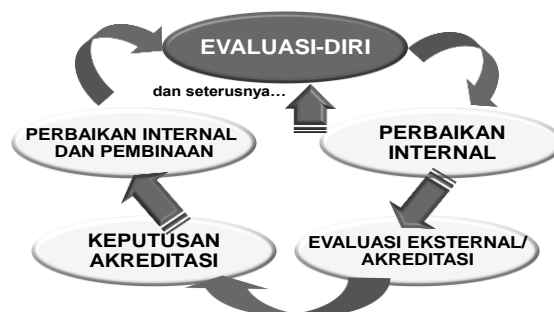 EVALUASI-DIRI
dan seterusnya…
PERBAIKAN INTERNAL
DAN PEMBINAAN
PERBAIKAN
INTERNAL
KEPUTUSAN
AKREDITASI
EVALUASI EKSTERNAL/
AKREDITASI